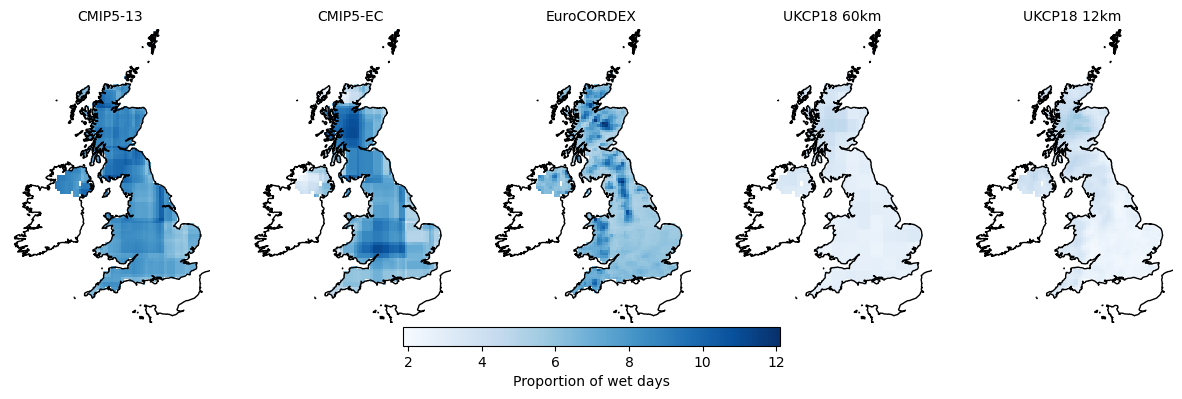 CMIP5-13 CMIP5-EC EuroCORDEX UKCP18 60km UKCP18 12km
2 4 6 8 10 12
Proportion of wet days